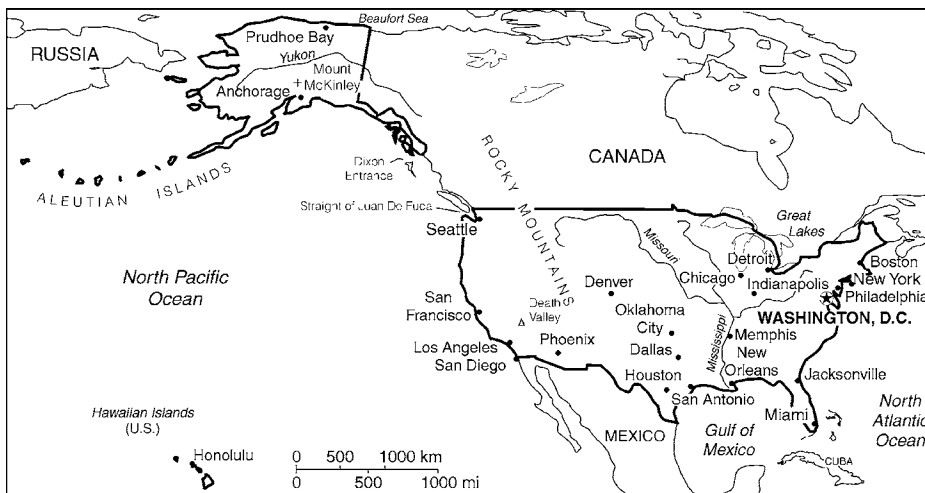 Beaufort Sea
RUSSIA
Prudhoe Bay
Yukon
Mount
McKinley
Anchorage
ROCKY MOUNTAINS
CANADA
Dixon
Entrance
ALEUTIAN ISLANDS
Straight of Juan De Fuca
Seattle
Great
Lakes
Missouri
Detroit
Boston
North Pacific
Ocean
Denver
Chicago
Indianapolis
New York
Philadelphia
San
Francisco
Death
Valley
Oklahoma
City
WASHINGTON, D.C.
Mississippi
Memphis
Los Angeles
Phoenix
Dallas
New
Orleans
San Diego
Houston
San Antonio
Jacksonville
Hawaiian Islands
(U.S.)
Miami
North
Atlantic
Ocean
MEXICO
Gulf of
Mexico
Honolulu
CUBA
0 500 1000 km
0 500 1000 mi